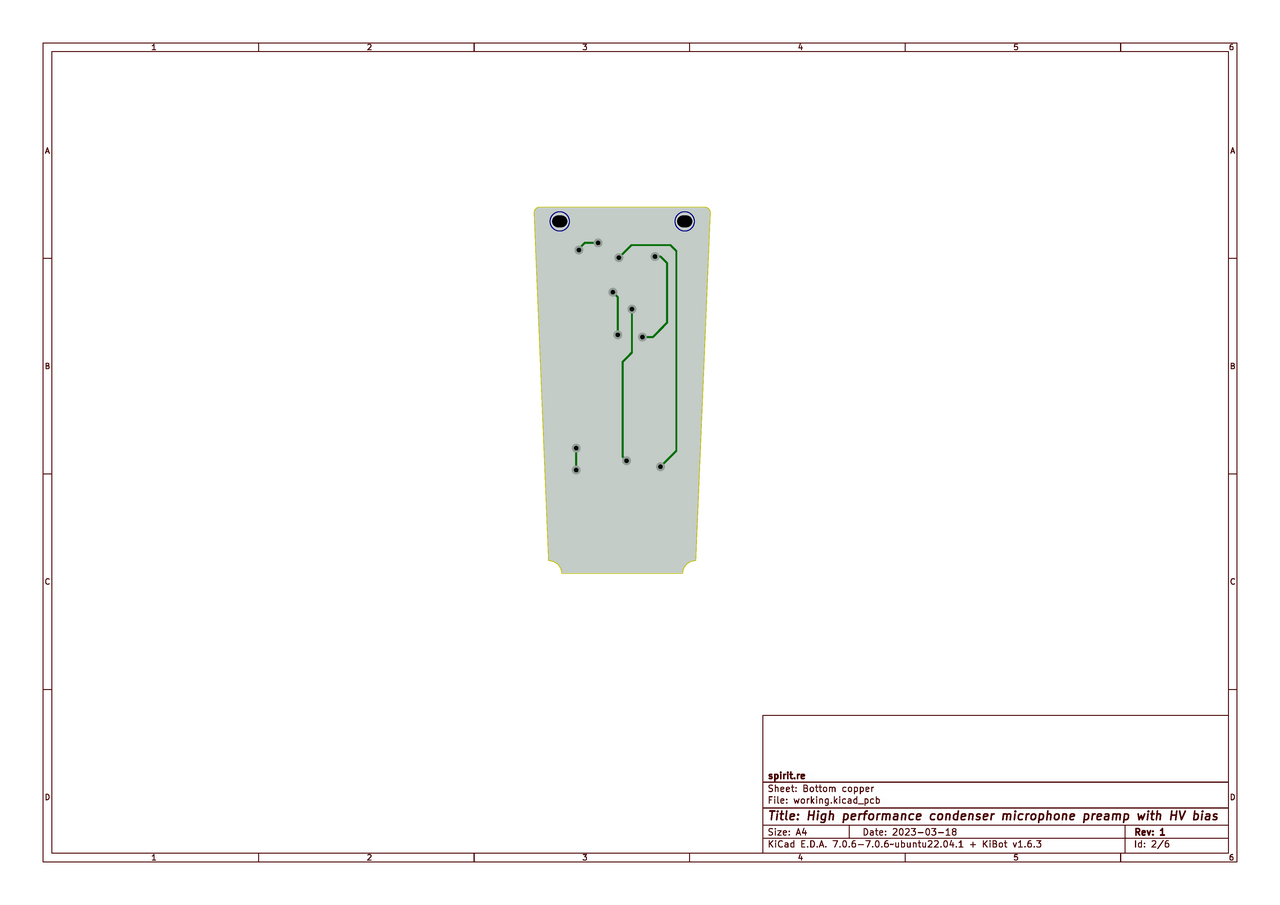 1 2 3 4 5 6
A A
B B
C C
D D
spirit.re
Sheet: Bottom copper
File: working.kicad_pcb
Title: High performance condenser microphone preamp with HV bias
Size: A4 Date: 2023-03-18 Rev: 1
KiCad E.D.A. 7.0.6-7.0.6~ubuntu22.04.1 + KiBot v1.6.3 Id: 2/6
1 2 3 4 5 6